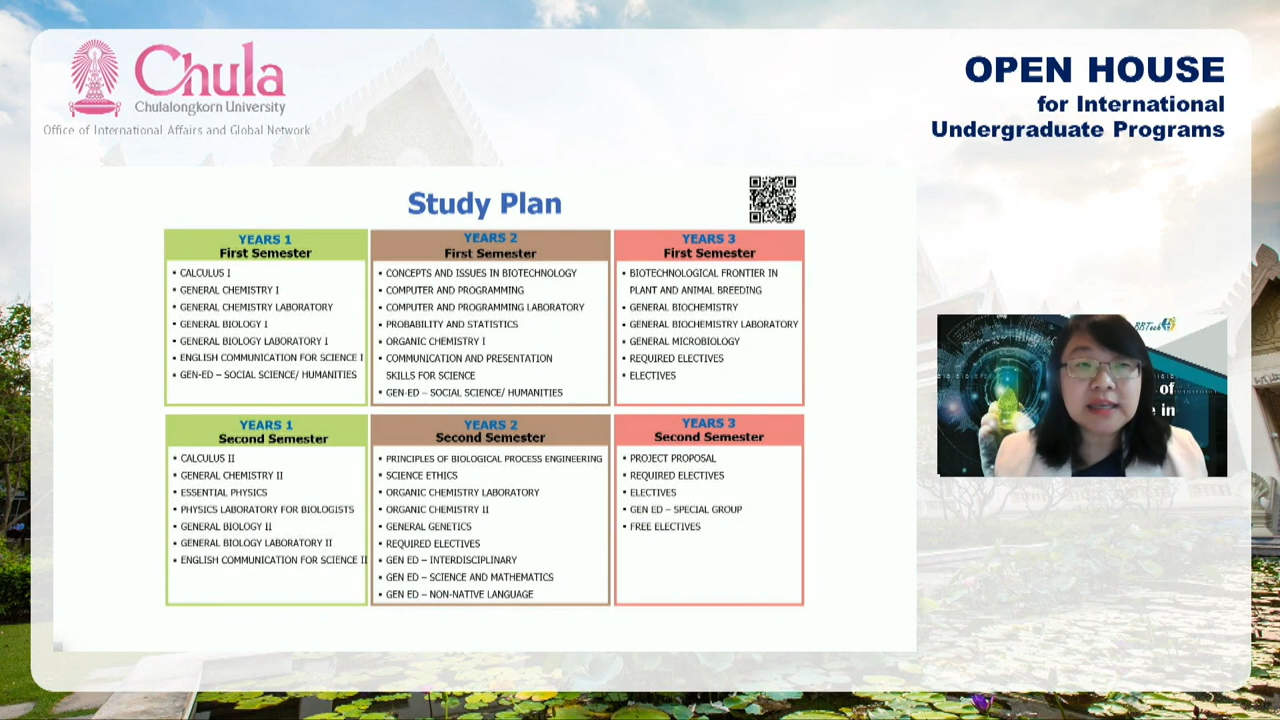 Chula
Chulalongkorn University
Office of International Affairs and Global Network
OPEN HOUSE
for International
Undergraduate Programs
Study Plan
YEARS 1
First Semester
▪ CALCULUS I
▪ GENERAL CHEMISTRY I
▪ GENERAL CHEMISTRY LABORATORY
▪ GENERAL BIOLOGY I
▪ GENERAL BIOLOGY LABORATORY I
▪ ENGLISH COMMUNICATION FOR SCIENCE I
▪ GEN-ED – SOCIAL SCIENCE/ HUMANITIES
YEARS 2
First Semester
▪ CONCEPTS AND ISSUES IN BIOTECHNOLOGY
▪ COMPUTER AND PROGRAMMING
▪ COMPUTER AND PROGRAMMING LABORATORY
▪ PROBABILITY AND STATISTICS
▪ ORGANIC CHEMISTRY I
▪ COMMUNICATION AND PRESENTATION
SKILLS FOR SCIENCE
▪ GEN-ED – SOCIAL SCIENCE/ HUMANITIES
YEARS 3
First Semester
▪ BIOTECHNOLOGICAL FRONTIER IN
PLANT AND ANIMAL BREEDING
▪ GENERAL BIOCHEMISTRY
▪ GENERAL BIOCHEMISTRY LABORATORY
▪ GENERAL MICROBIOLOGY
▪ REQUIRED ELECTIVES
▪ ELECTIVES
YEARS 1
Second Semester
▪ CALCULUS II
▪ GENERAL CHEMISTRY II
▪ ESSENTIAL PHYSICS
▪ PHYSICS LABORATORY FOR BIOLOGISTS
▪ GENERAL BIOLOGY II
▪ GENERAL BIOLOGY LABORATORY II
▪ ENGLISH COMMUNICATION FOR SCIENCE II
YEARS 2
Second Semester
▪ PRINCIPLES OF BIOLOGICAL PROCESS ENGINEERING
▪ SCIENCE ETHICS
▪ ORGANIC CHEMISTRY LABORATORY
▪ ORGANIC CHEMISTRY II
▪ GENERAL GENETICS
▪ REQUIRED ELECTIVES
▪ GEN ED – INTERDISCIPLINARY
▪ GEN ED – SCIENCE AND MATHEMATICS
▪ GEN ED – NON-NATIVE LANGUAGE
YEARS 3
Second Semester
▪ PROJECT PROPOSAL
▪ REQUIRED ELECTIVES
▪ ELECTIVES
▪ GEN ED – SPECIAL GROUP
▪ FREE ELECTIVES
BBTech
of
in